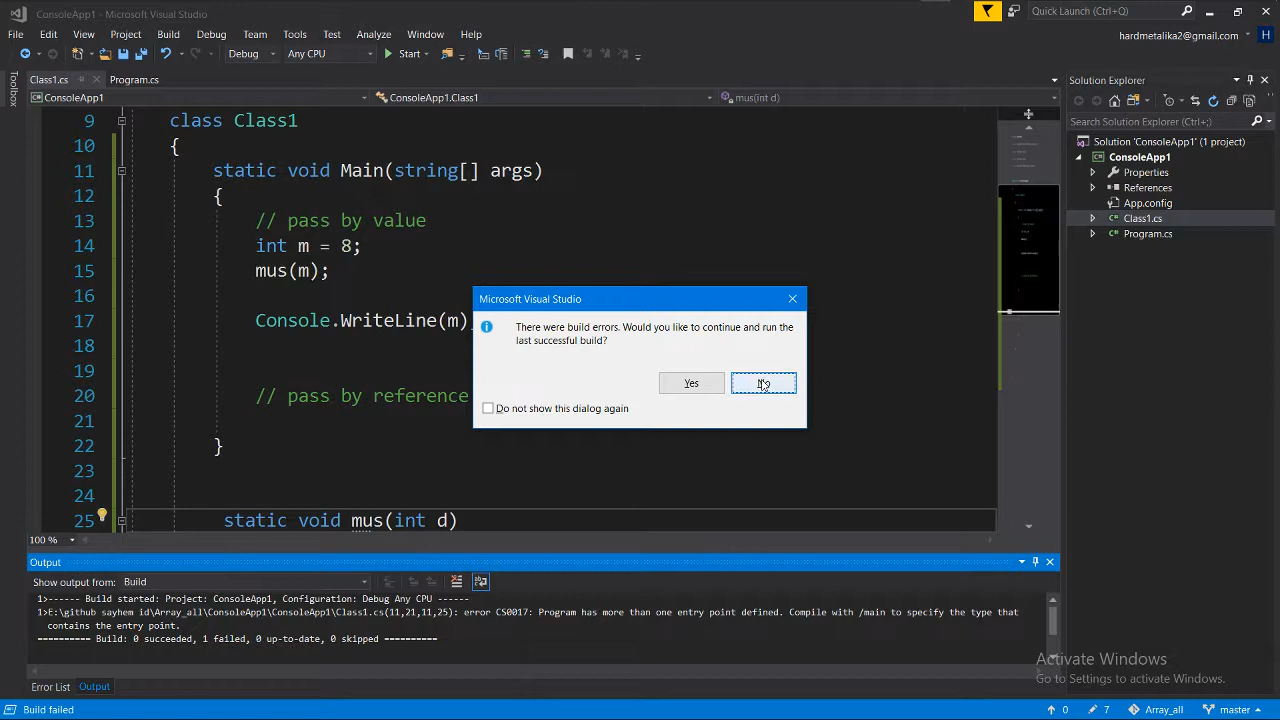 ConsoleApp1 - Microsoft Visual Studio
Quick Launch (Ctrl+Q)
File Edit View Project Build Debug Team Tools Test Analyze Window Help
hardmetalika2@gmail.com
H
Debug Any CPU Start
Toolbox
Class1.cs Program.cs
ConsoleApp1 ConsoleApp1.Class1 mus(int d)
9 class Class1
10 {
11 static void Main(string[] args)
12 {
13 // pass by value
14 int m = 8;
15 mus(m);
16
17 Console.WriteLine(m)
18
19
20 // pass by reference
21
22 }
23
24
25 static void mus(int d)
100 %
Microsoft Visual Studio
There were build errors. Would you like to continue and run the
last successful build?
Yes No
Do not show this dialog again
Solution Explorer
Search Solution Explorer (Ctrl+;)
Solution 'ConsoleApp1' (1 project)
ConsoleApp1
Properties
References
App.config
Class1.cs
Program.cs
Output
Show output from: Build
1>------ Build started: Project: ConsoleApp1, Configuration: Debug Any CPU ------
1>E:\github sayhem id\Array_all\ConsoleApp1\ConsoleApp1\Class1.cs(11,21,11,25): error CS0017: Program has more than one entry point defined. Compile with /main to specify the type that
contains the entry point.
========== Build: 0 succeeded, 1 failed, 0 up-to-date, 0 skipped ==========
Activate Windows
Go to Settings to activate Windows.
Error List Output
Build failed
0 7 Array_all master